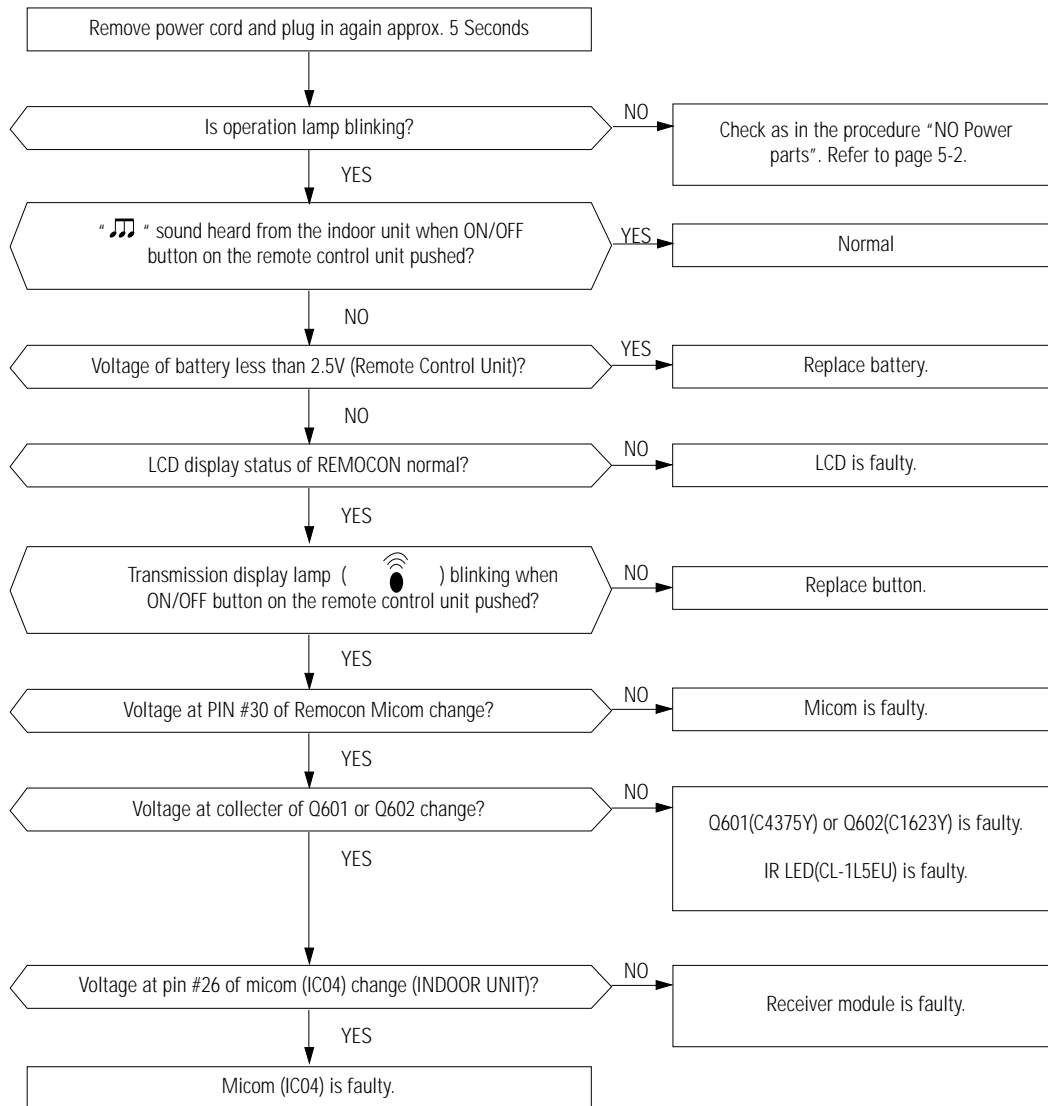 Remove power cord and plug in again approx. 5 Seconds
Is operation lamp blinking?
NO
Check as in the procedure "NO Power
parts". Refer to page 5-2.
YES
" 🎵 " sound heard from the indoor unit when ON/OFF
button on the remote control unit pushed?
YES
Normal
NO
Voltage of battery less than 2.5V (Remote Control Unit)?
YES
Replace battery.
NO
LCD display status of REMOCON normal?
NO
LCD is faulty.
YES
Transmission display lamp ( ) blinking when
ON/OFF button on the remote control unit pushed?
NO
Replace button.
YES
Voltage at PIN #30 of Remocon Micom change?
NO
Micom is faulty.
YES
Voltage at collecter of Q601 or Q602 change?
NO
Q601(C4375Y) or Q602(C1623Y) is faulty.
IR LED(CL-1L5EU) is faulty.
YES
Voltage at pin #26 of micom (IC04) change (INDOOR UNIT)?
NO
Receiver module is faulty.
YES
Micom (IC04) is faulty.